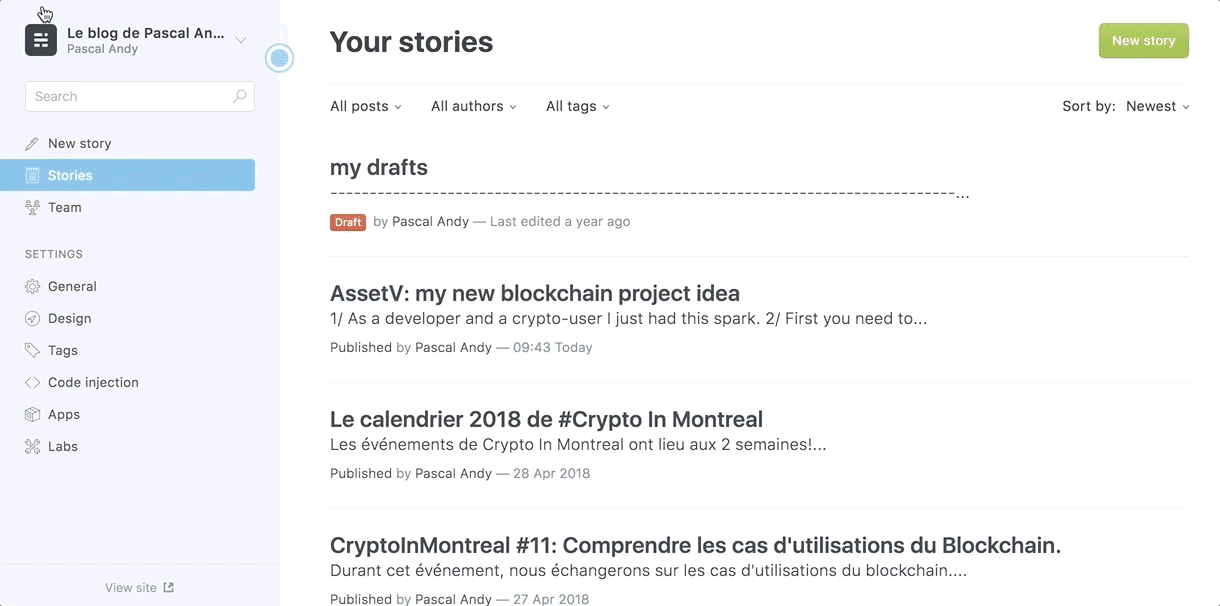 Le blog de Pascal An...
Pascal Andy
Search
New story
Stories
Team
SETTINGS
General
Design
Tags
Code injection
Apps
Labs
View site
Your stories
New story
All posts All authors All tags Sort by: Newest
my drafts
--------------------------------------------------------------------------------...
Draft by Pascal Andy — Last edited a year ago
AssetV: my new blockchain project idea
1/ As a developer and a crypto-user I just had this spark. 2/ First you need to...
Published by Pascal Andy — 09:43 Today
Le calendrier 2018 de #Crypto In Montreal
Les événements de Crypto In Montreal ont lieu aux 2 semaines!...
Published by Pascal Andy — 28 Apr 2018
CryptoInMontreal #11: Comprendre les cas d'utilisations du Blockchain.
Durant cet événement, nous échangerons sur les cas d'utilisations du blockchain....
Published by Pascal Andy — 27 Apr 2018